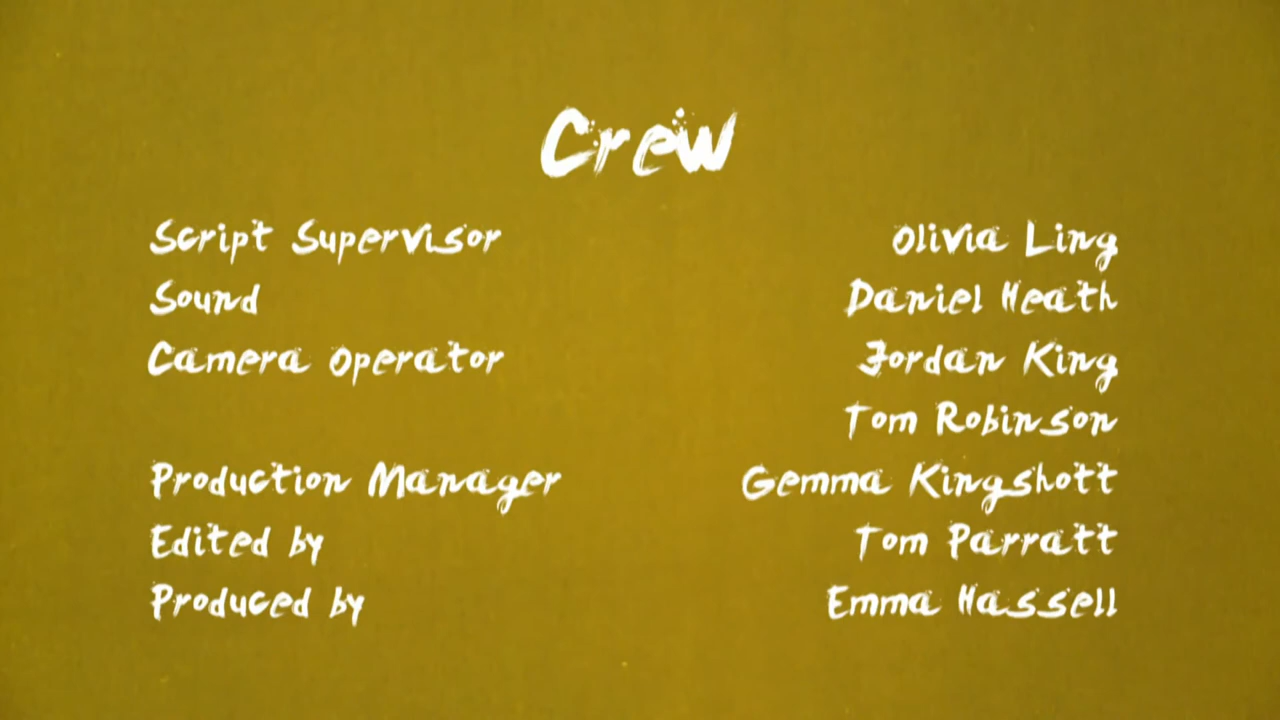 Crew
Script Supervisor Olivia Ling
Sound Daniel Heath
Camera Operator Jordan King
Tom Robinson
Production Manager Gemma Kingshott
Edited by Tom Parratt
Produced by Emma Hassell